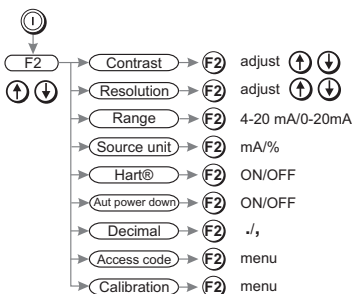 F2
Contrast F2 adjust
Resolution F2 adjust
Range F2 4-20 mA/0-20mA
Source unit F2 mA/%
Hart® F2 ON/OFF
Aut power down F2 ON/OFF
Decimal F2 ./,
Access code F2 menu
Calibration F2 menu